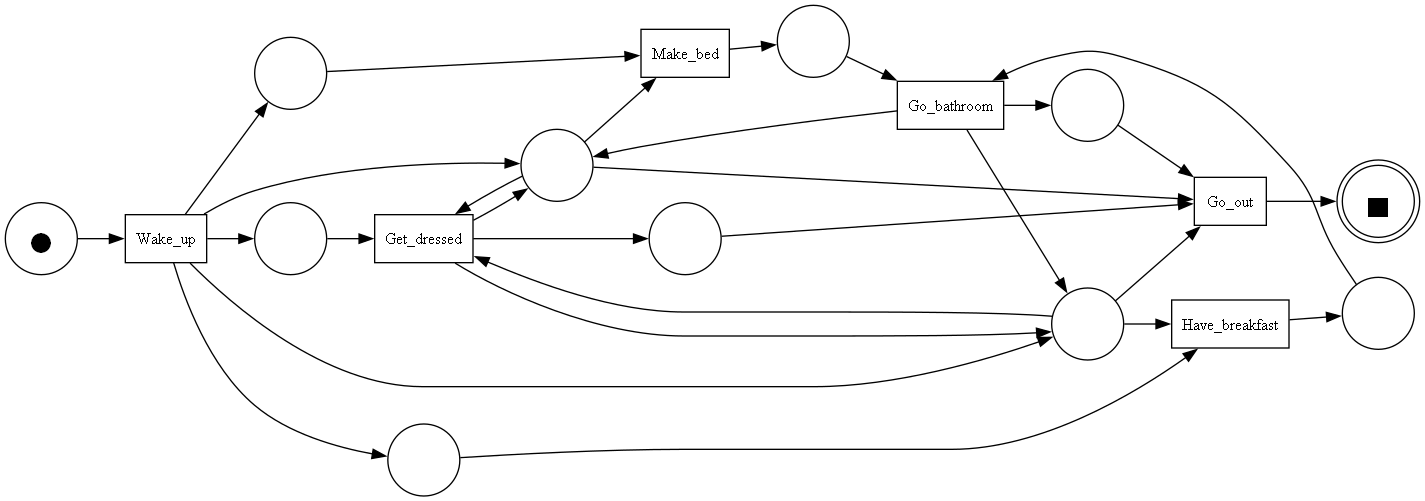 Make_bed
Go_bathroom
Wake_up
Get_dressed
Go_out
Have_breakfast